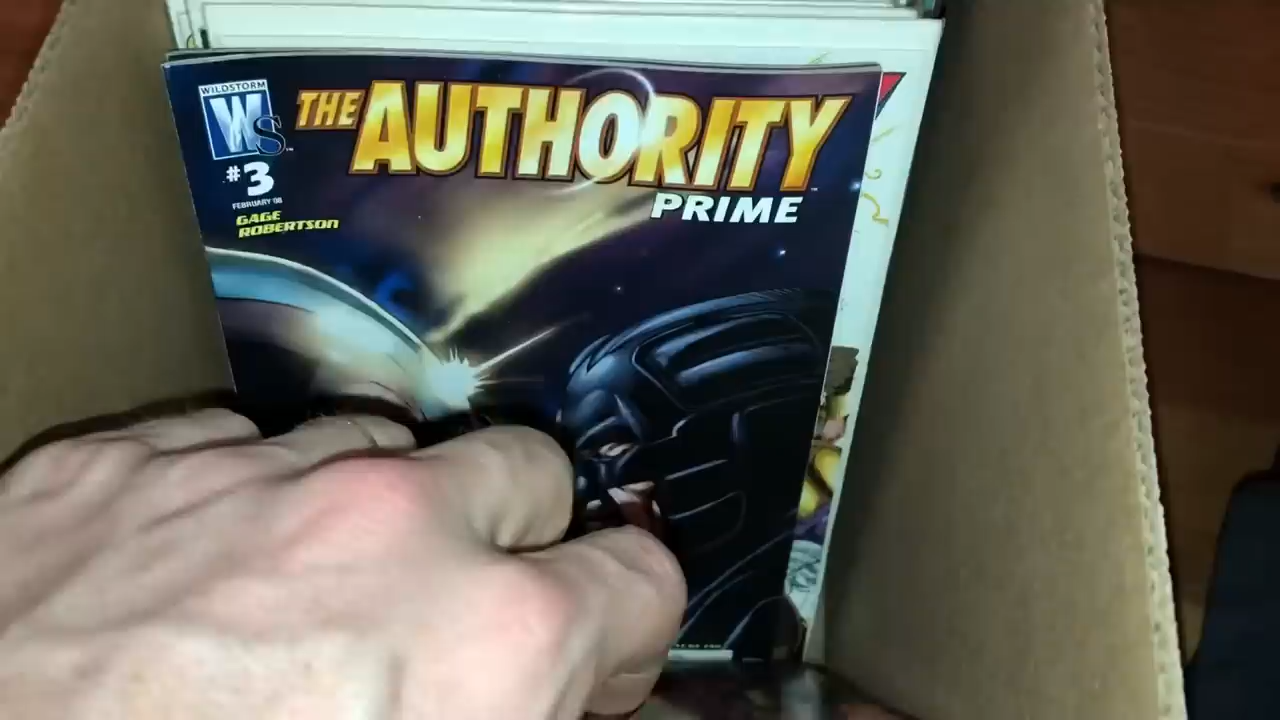 WILDSTORM
WS
THE AUTHORITY
PRIME
#3
FEBRUARY '08
GAGE
ROBERTSON